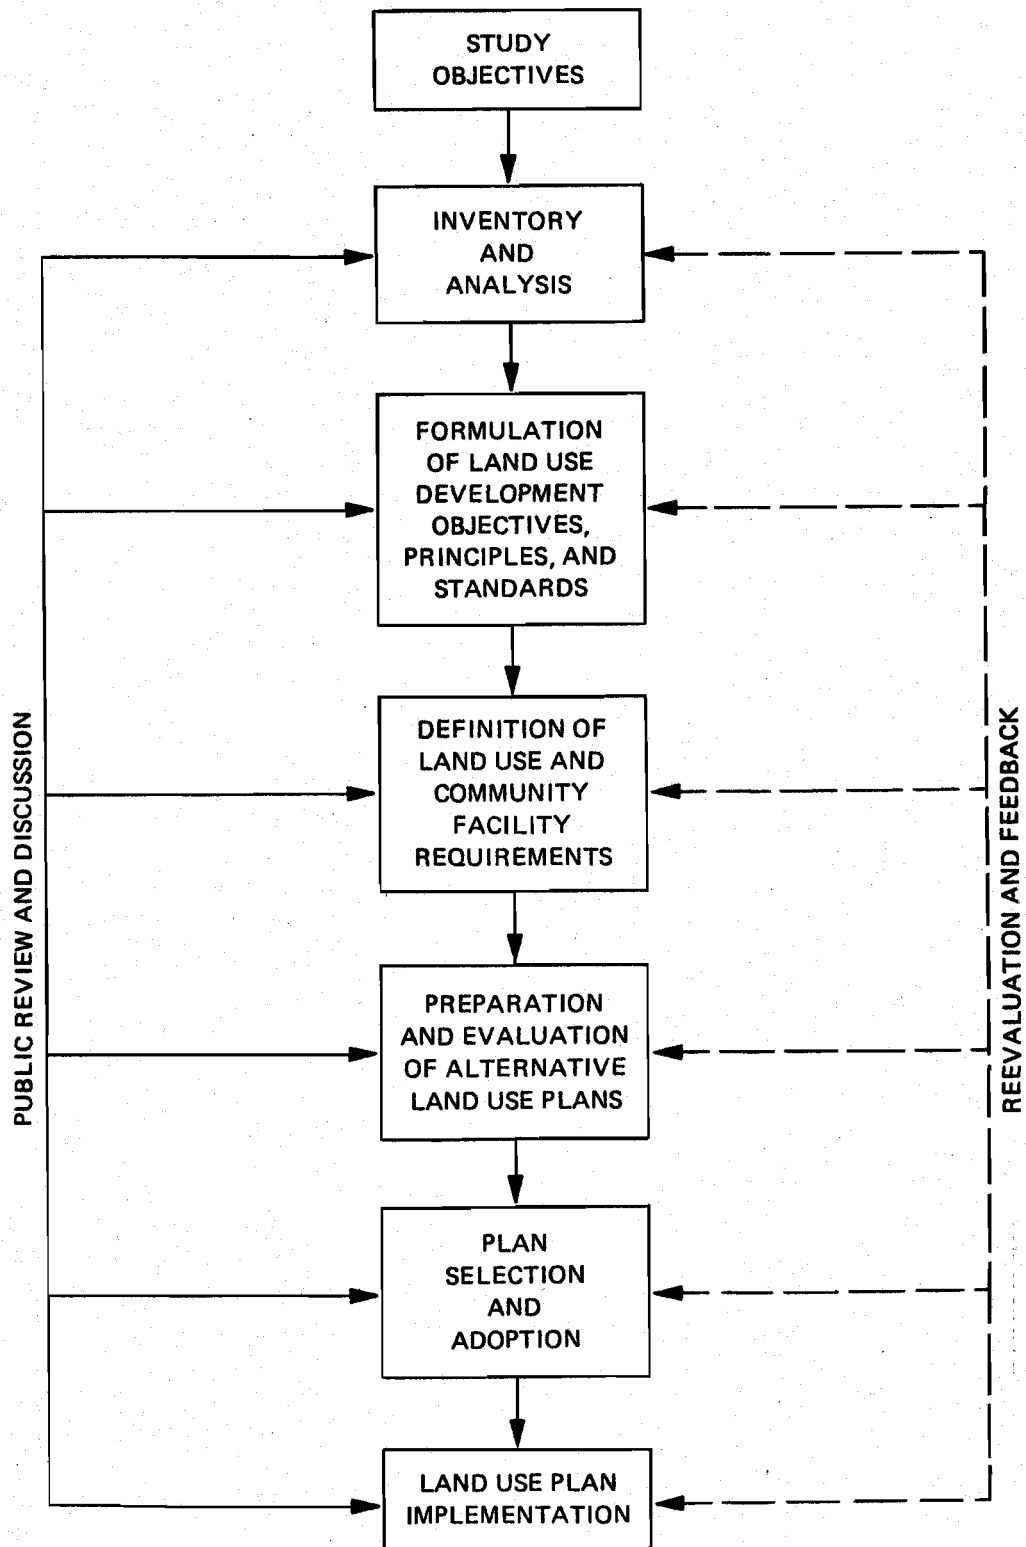 STUDY
OBJECTIVES
INVENTORY
AND
ANALYSIS
FORMULATION
OF LAND USE
DEVELOPMENT
OBJECTIVES,
PRINCIPLES, AND
STANDARDS
DEFINITION OF
LAND USE AND
COMMUNITY
FACILITY
REQUIREMENTS
PREPARATION
AND EVALUATION
OF ALTERNATIVE
LAND USE PLANS
PLAN
SELECTION
AND
ADOPTION
LAND USE PLAN
IMPLEMENTATION
PUBLIC REVIEW AND DISCUSSION
REEVALUATION AND FEEDBACK